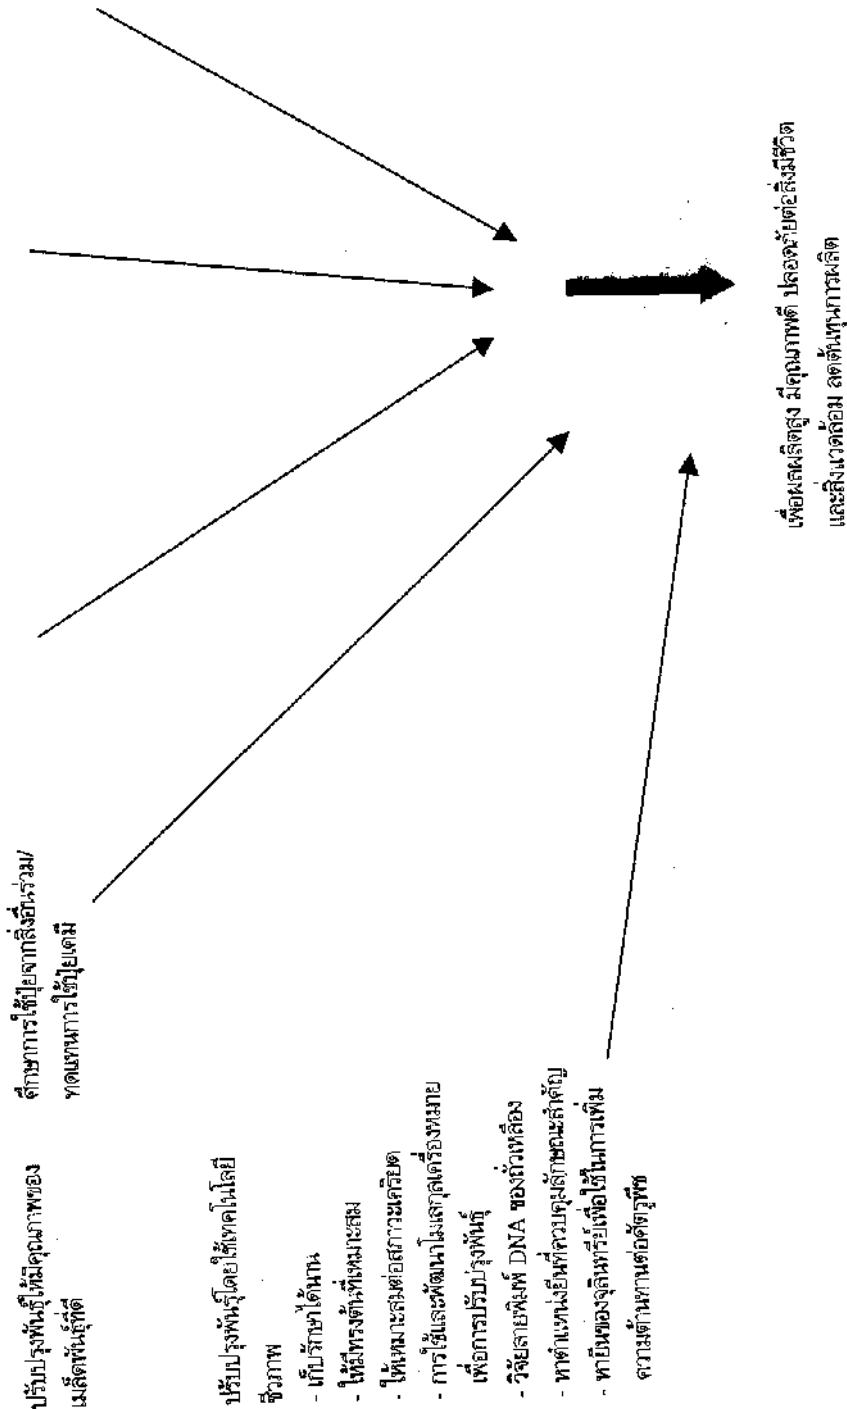 ปรับปรุงพันธุ์ให้มีคุณภาพของ
เมล็ดพันธุ์ที่ดี
ศึกษาการใช้ปุ๋ยจากสิ่งอื่นร่วม/
ทดแทนการใช้ปุ๋ยเคมี
ปรับปรุงพันธุ์โดยใช้เทคโนโลยี
ชีวภาพ
- เก็บรักษาได้นาน
- ให้มีทรงต้นที่เหมาะสม
- ให้เหมาะสมต่อสภาวะเครียด
- การใช้และพัฒนาโมเลกุลเครื่องหมาย
เพื่อการปรับปรุงพันธุ์
- วิจัยลายพิมพ์ DNA ของถั่วเหลือง
- หาตำแหน่งยีนที่ควบคุมลักษณะสำคัญ
- หายีนของจุลินทรีย์เพื่อใช้ในการเพิ่ม
ความต้านทานต่อศัตรูพืช
เพื่อผลผลิตสูง มีคุณภาพดี ปลอดภัยต่อสิ่งมีชีวิต
และสิ่งแวดล้อม ลดต้นทุนการผลิต